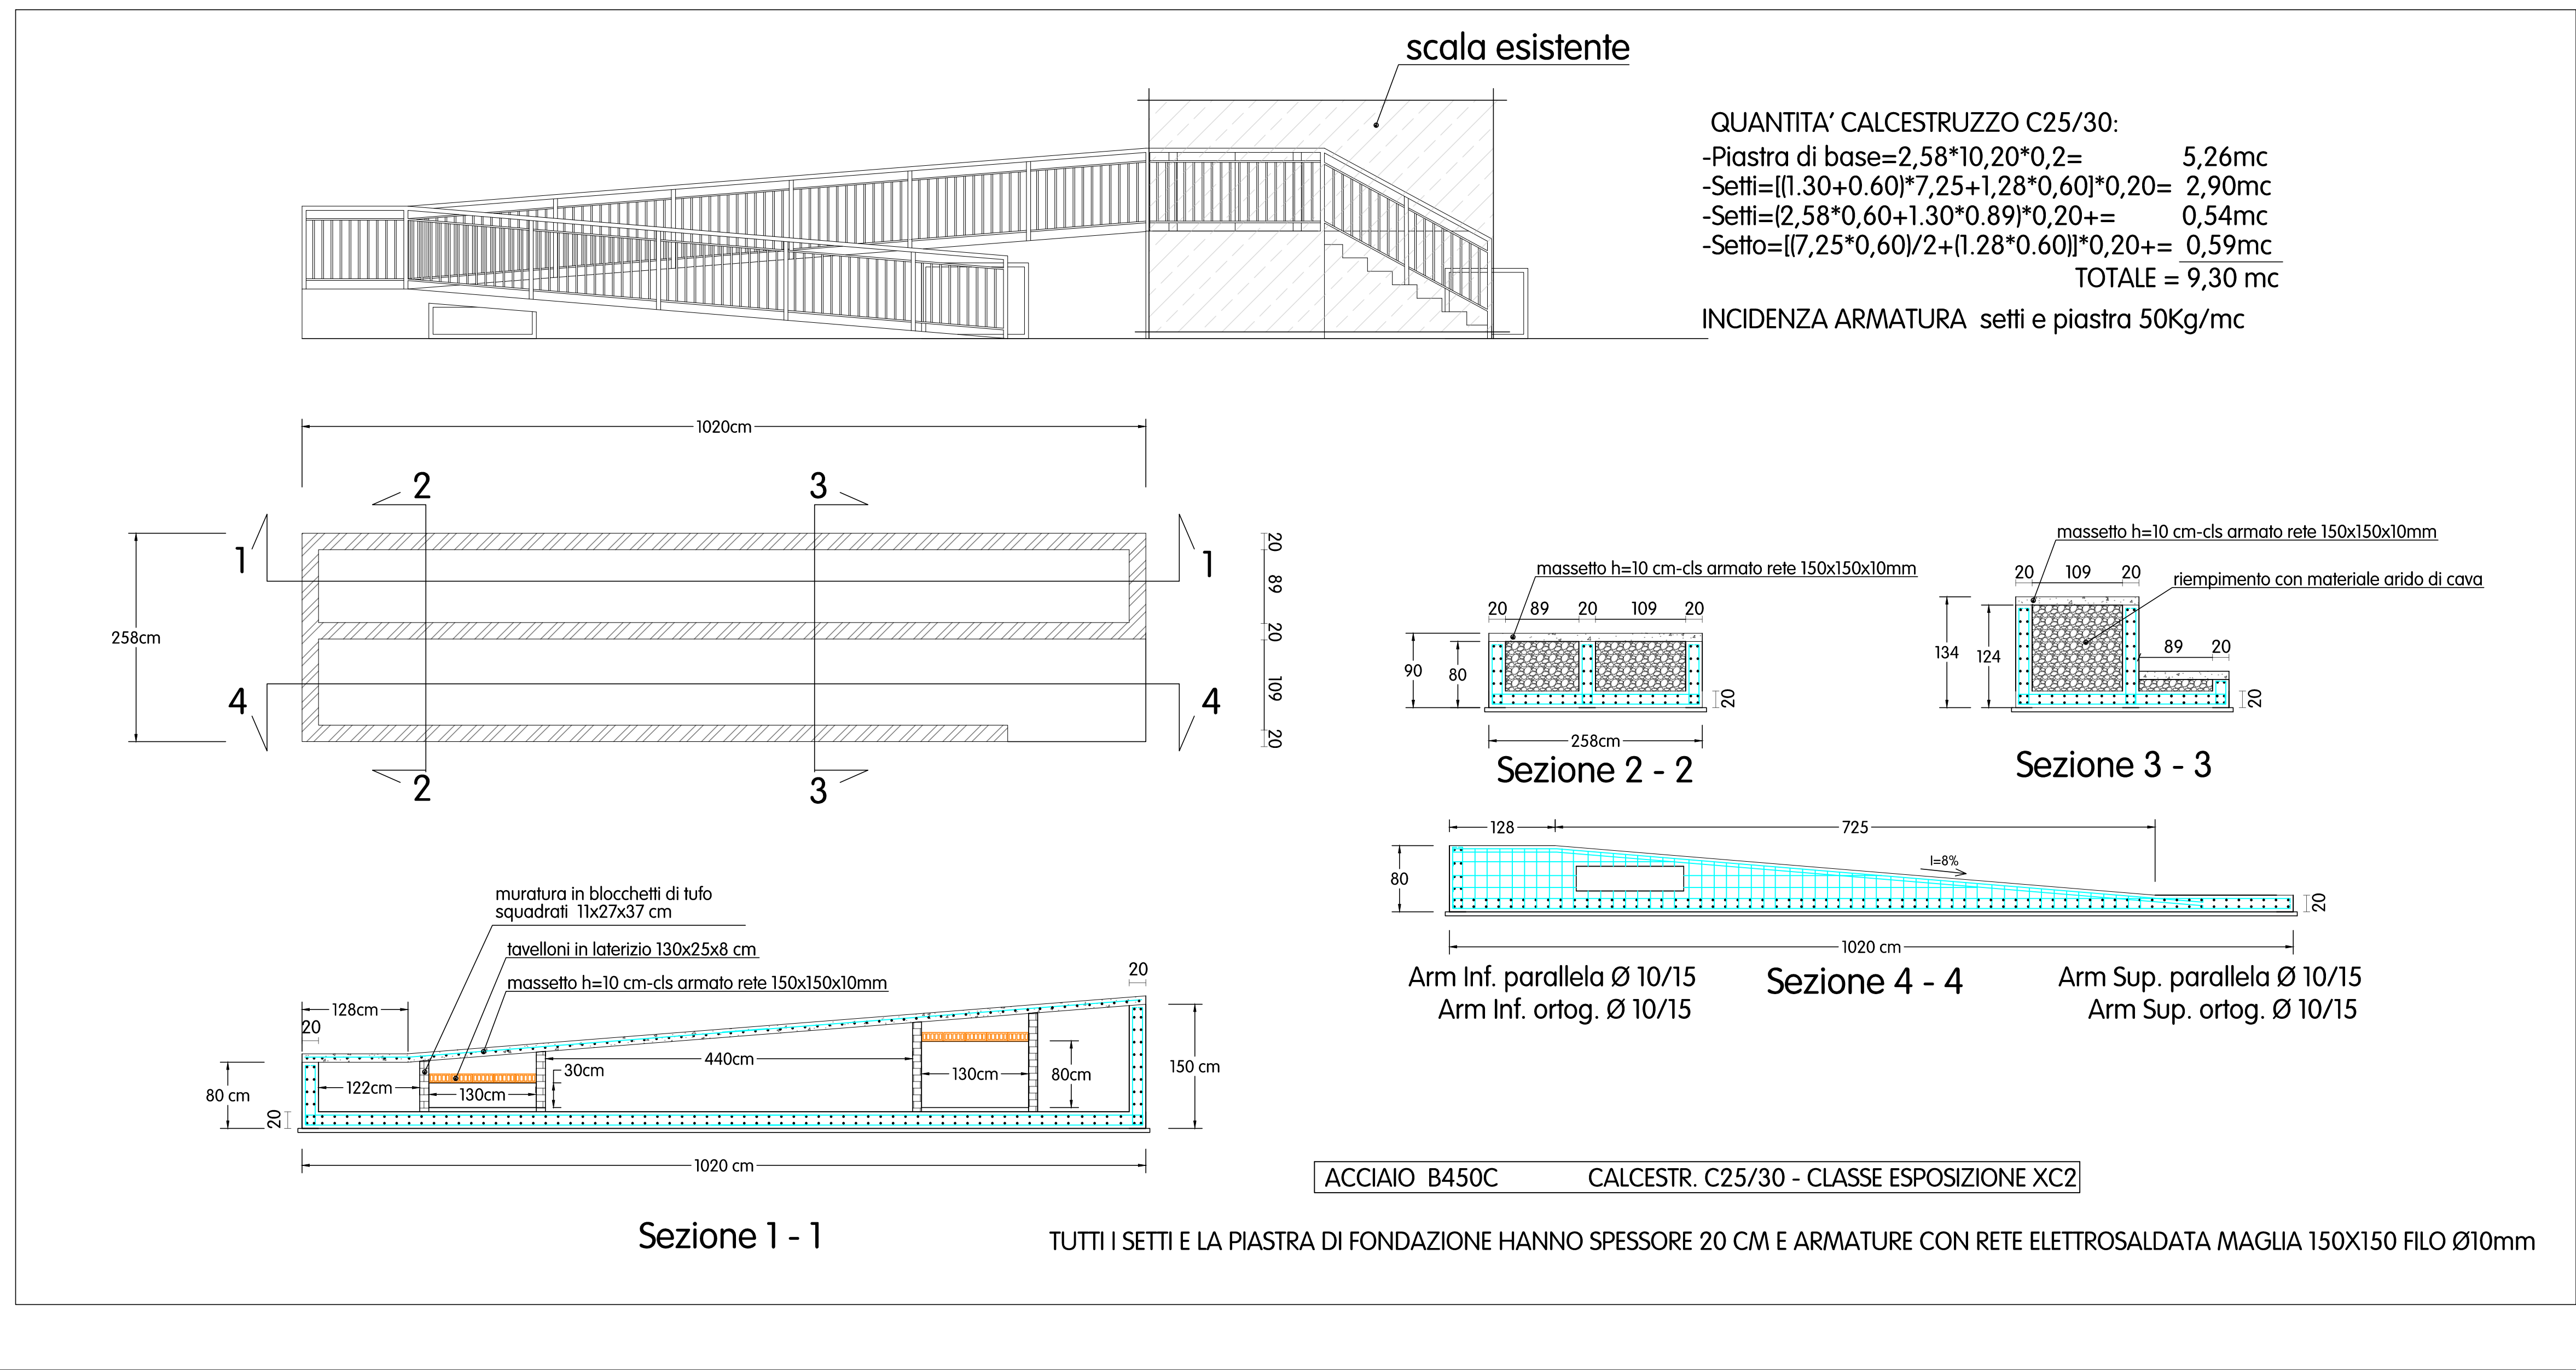 scala esistente
QUANTITA' CALCESTRUZZO C25/30:
-Piastra di base=2,58*10,20*0,2= 5,26mc
-Setti=[(1.30+0.60)*7,25+1,28*0,60]*0,20= 2,90mc
-Setti=(2,58*0,60+1.30*0.89)*0,20+= 0,54mc
-Setto=[(7,25*0,60)/2+(1.28*0.60)]*0,20+= 0,59mc
TOTALE = 9,30 mc
INCIDENZA ARMATURA setti e piastra 50Kg/mc
1020cm
2
3
1
1
258cm
4
4
2
3
20
89
20
109
20
massetto h=10 cm-cls armato rete 150x150x10mm
20 89 20 109 20
90
80
20
258cm
Sezione 2 - 2
massetto h=10 cm-cls armato rete 150x150x10mm
riempimento con materiale arido di cava
20 109 20
134
124
89 20
20
Sezione 3 - 3
128
725
I=8%
80
20
1020 cm
Arm Inf. parallela Ø 10/15
Arm Inf. ortog. Ø 10/15
Sezione 4 - 4
Arm Sup. parallela Ø 10/15
Arm Sup. ortog. Ø 10/15
muratura in blocchetti di tufo
squadrati 11x27x37 cm
tavelloni in laterizio 130x25x8 cm
massetto h=10 cm-cls armato rete 150x150x10mm
20
128cm
20
440cm
30cm
122cm
130cm
130cm
80cm
80 cm
20
150 cm
1020 cm
Sezione 1 - 1
ACCIAIO B450C CALCESTR. C25/30 - CLASSE ESPOSIZIONE XC2
TUTTI I SETTI E LA PIASTRA DI FONDAZIONE HANNO SPESSORE 20 CM E ARMATURE CON RETE ELETTROSALDATA MAGLIA 150X150 FILO Ø10mm